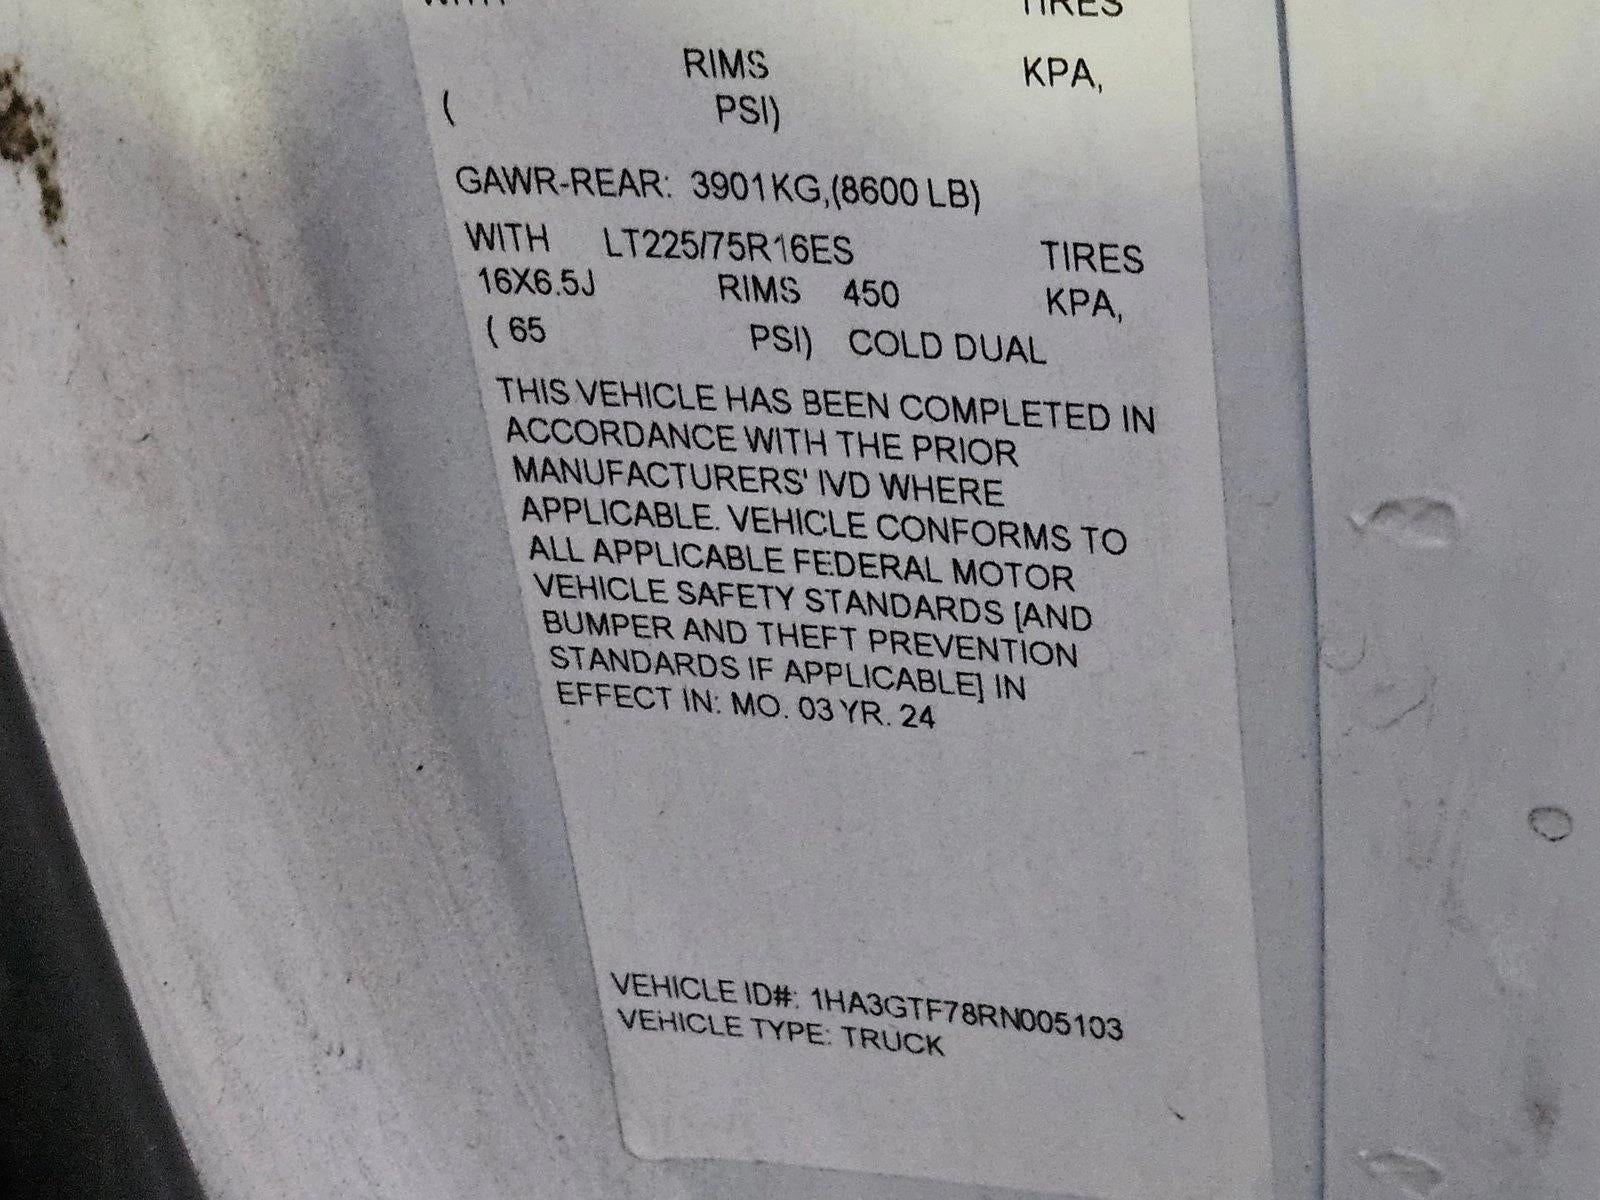 WITH TIRES
RIMS KPA,
( PSI)
GAWR-REAR: 3901KG,(8600 LB)
WITH LT225/75R16ES TIRES
16X6.5J RIMS 450 KPA,
( 65 PSI) COLD DUAL
THIS VEHICLE HAS BEEN COMPLETED IN
ACCORDANCE WITH THE PRIOR
MANUFACTURERS' IVD WHERE
APPLICABLE. VEHICLE CONFORMS TO
ALL APPLICABLE FEDERAL MOTOR
VEHICLE SAFETY STANDARDS [AND
BUMPER AND THEFT PREVENTION
STANDARDS IF APPLICABLE] IN
EFFECT IN: MO. 03 YR. 24
VEHICLE ID#: 1HA3GTF78RN005103
VEHICLE TYPE: TRUCK